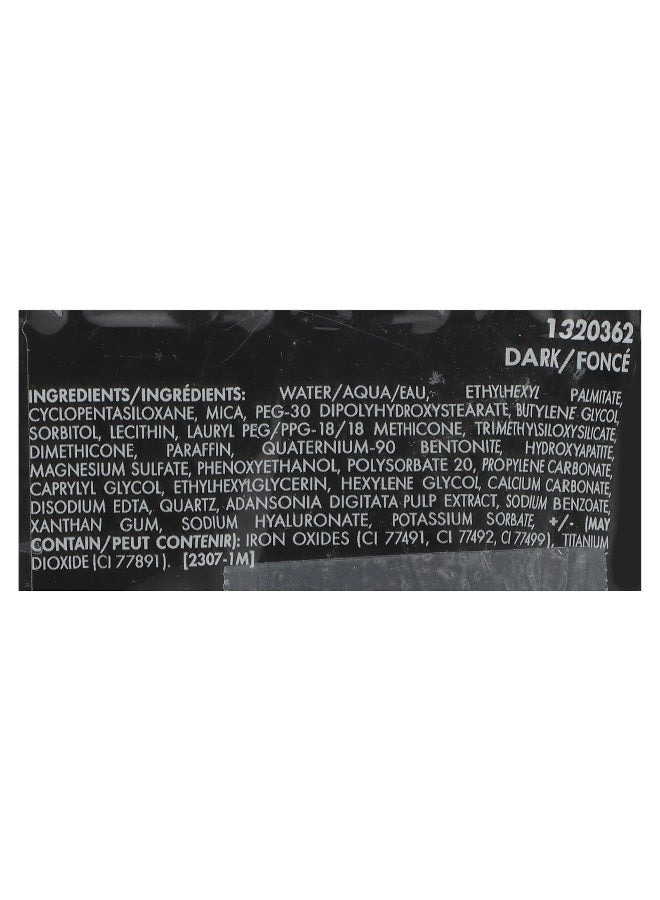 1320362
DARK/FONCÉ
INGREDIENTS/INGRÉDIENTS: WATER/AQUA/EAU, ETHYLHEXYL PALMITATE,
CYCLOPENTASILOXANE, MICA, PEG-30 DIPOLYHYDROXYSTEARATE, BUTYLENE GLYCOL,
SORBITOL, LECITHIN, LAURYL PEG/PPG-18/18 METHICONE, TRIMETHYLSILOXYSILICATE,
DIMETHICONE, PARAFFIN, QUATERNIUM-90 BENTONITE, HYDROXYAPATITE,
MAGNESIUM SULFATE, PHENOXYETHANOL, POLYSORBATE 20, PROPYLENE CARBONATE,
CAPRYLYL GLYCOL, ETHYLHEXYLGLYCERIN, HEXYLENE GLYCOL, CALCIUM CARBONATE,
DISODIUM EDTA, QUARTZ, ADANSONIA DIGITATA PULP EXTRACT, SODIUM BENZOATE,
XANTHAN GUM, SODIUM HYALURONATE, POTASSIUM SORBATE, +/- (MAY
CONTAIN/PEUT CONTENIR): IRON OXIDES (CI 77491, CI 77492, CI 77499), TITANIUM
DIOXIDE (CI 77891). [2307-1M]